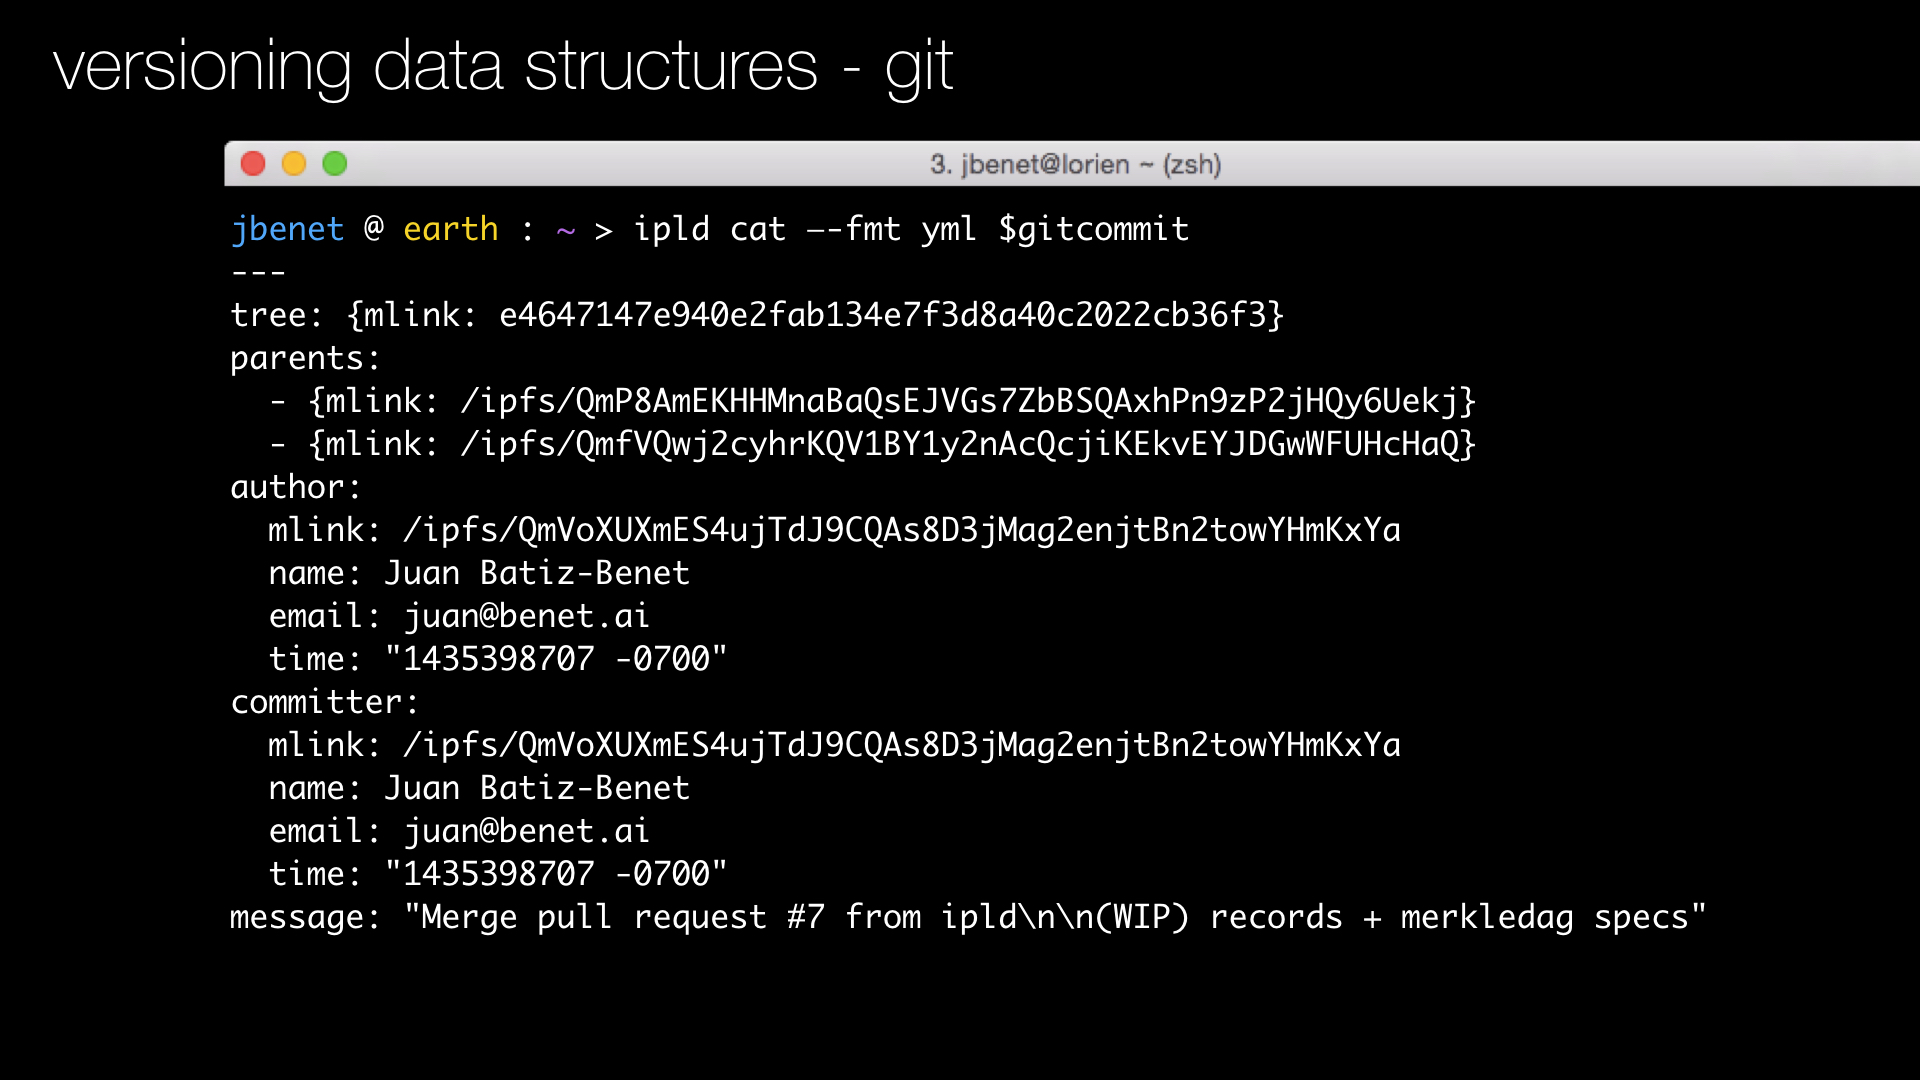 versioning data structures - git
3. jbenet@lorien ~ (zsh)
jbenet @ earth : ~ > ipld cat —-fmt yml $gitcommit
---
tree: {mlink: e4647147e940e2fab134e7f3d8a40c2022cb36f3}
parents:
  - {mlink: /ipfs/QmP8AmEKHHMnaBaQsEJVGs7ZbBSQAxhPn9zP2jHQy6Uekj}
  - {mlink: /ipfs/QmfVQwj2cyhrKQV1BY1y2nAcQcjiKEkvEYJDGwWFUHcHaQ}
author:
  mlink: /ipfs/QmVoXUXmES4ujTdJ9CQAs8D3jMag2enjtBn2towYHmKxYa
  name: Juan Batiz-Benet
  email: juan@benet.ai
  time: "1435398707 -0700"
committer:
  mlink: /ipfs/QmVoXUXmES4ujTdJ9CQAs8D3jMag2enjtBn2towYHmKxYa
  name: Juan Batiz-Benet
  email: juan@benet.ai
  time: "1435398707 -0700"
message: "Merge pull request #7 from ipld\n\n(WIP) records + merkledag specs"